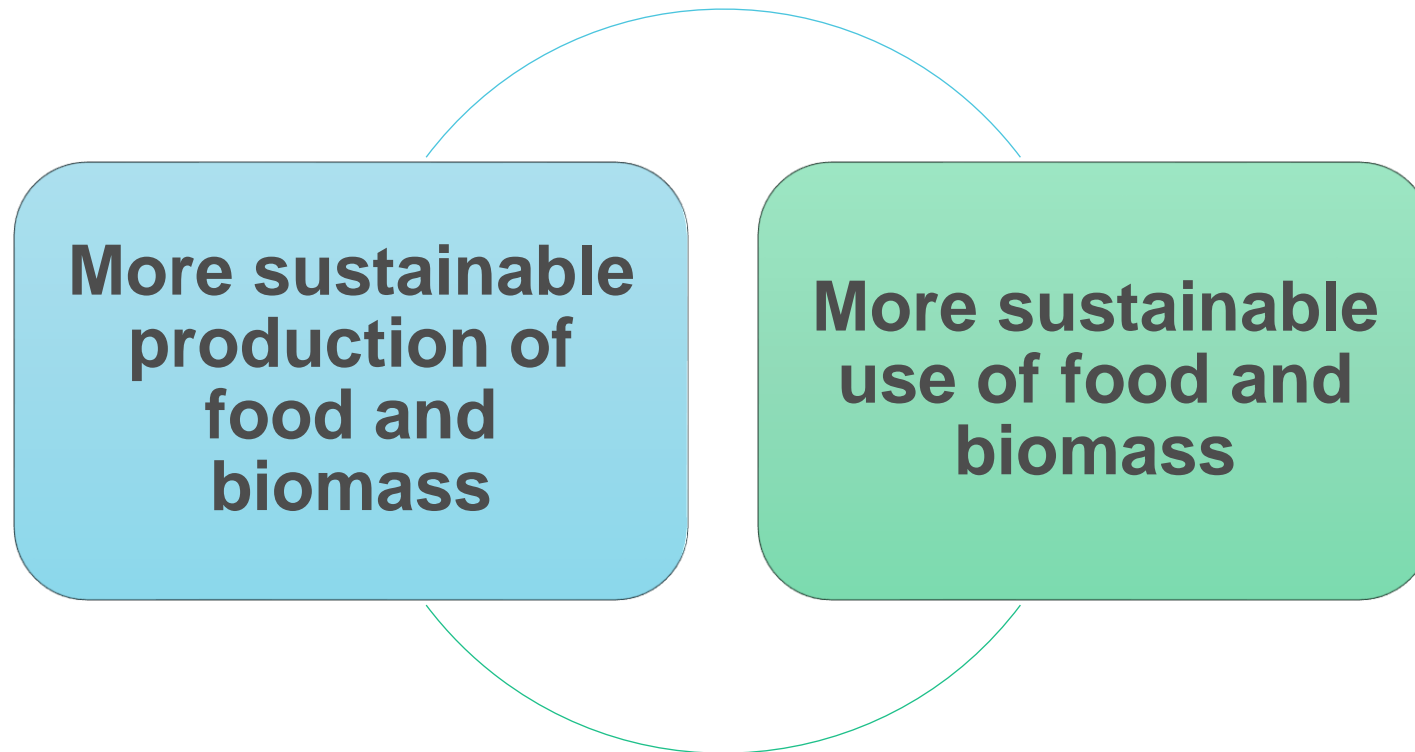 More sustainable
production of
food and
biomass
More sustainable
use of food and
biomass